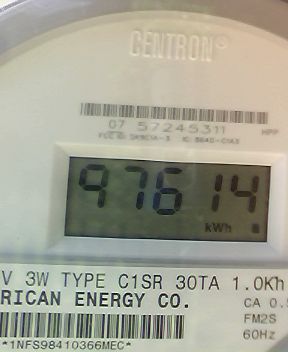 CENTRON®
07 57245311 HPP
97614
kWh
V 3W TYPE C1SR 30TA 1.0Kh
RICAN ENERGY CO.
CA 0.5
FM2S
60Hz
*1NFS98410366MEC*